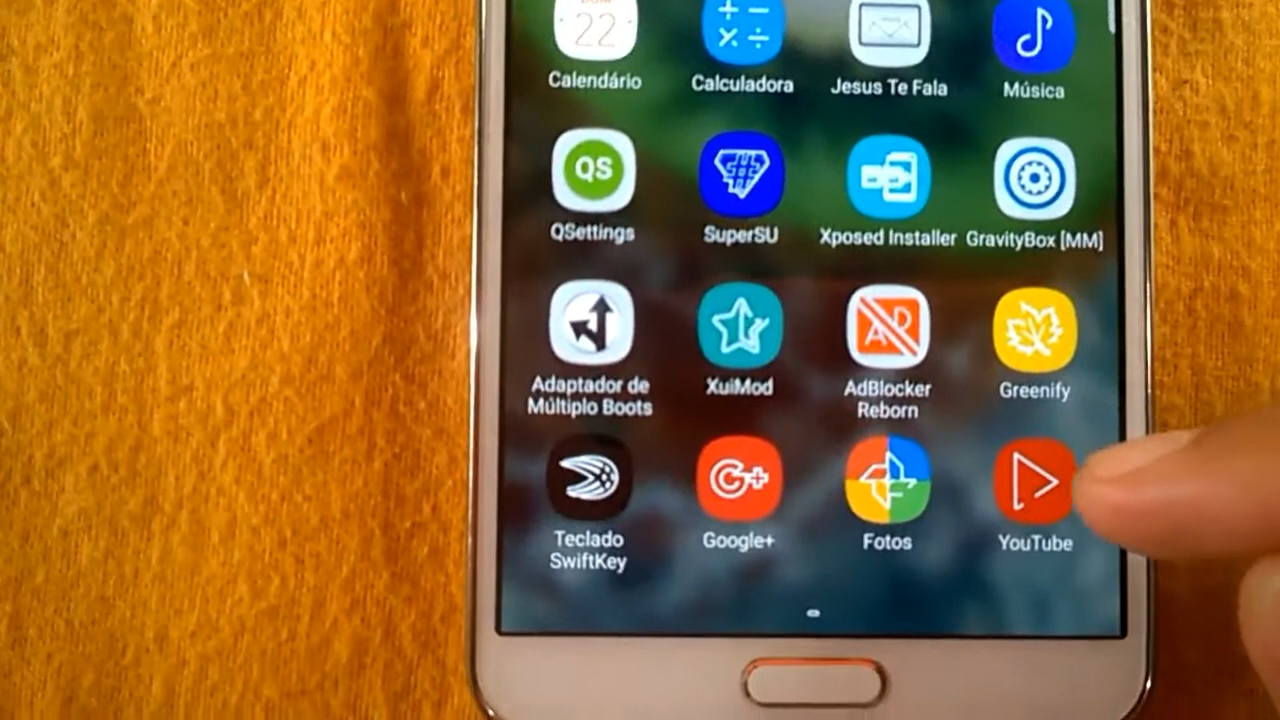 22
Calendário
Calculadora
Jesus Te Fala
Música
QS
QSettings
SuperSU
Xposed Installer
GravityBox [MM]
Adaptador de
Múltiplo Boots
XuiMod
AD
AdBlocker
Reborn
Greenify
Teclado
SwiftKey
G+
Google+
Fotos
YouTube